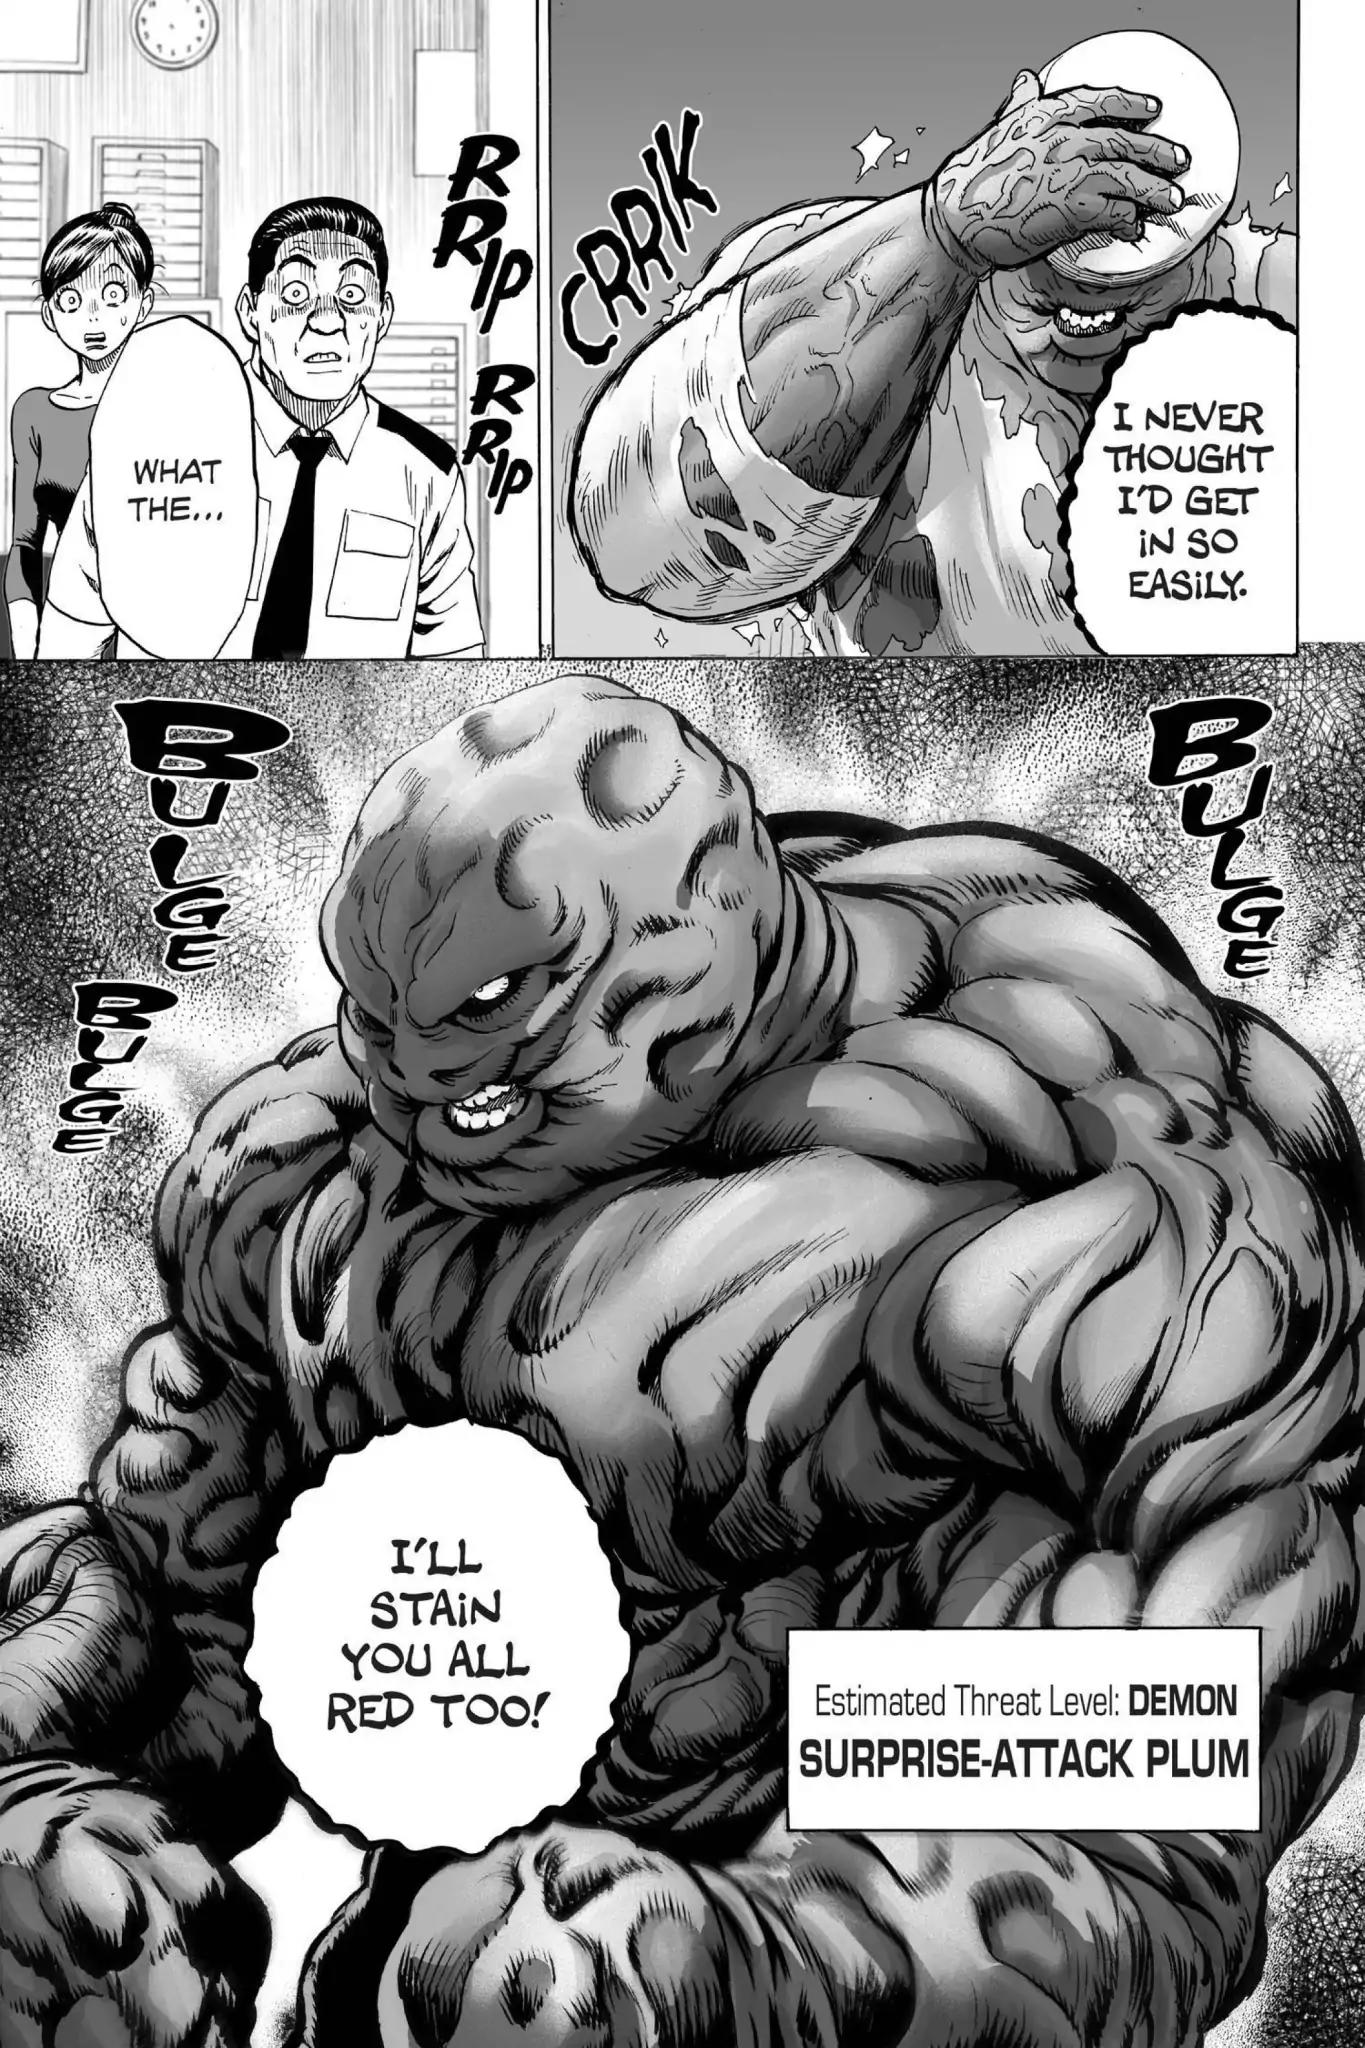 CRRIK
I NEVER
THOUGHT
I'D GET
IN SO
EASILY.
R
RRIP
R
RRIP
WHAT
THE...
BULGE
BULGE
BULGE
I'LL
STAIN
YOU ALL
RED TOO!
Estimated Threat Level: DEMON
SURPRISE-ATTACK PLUM